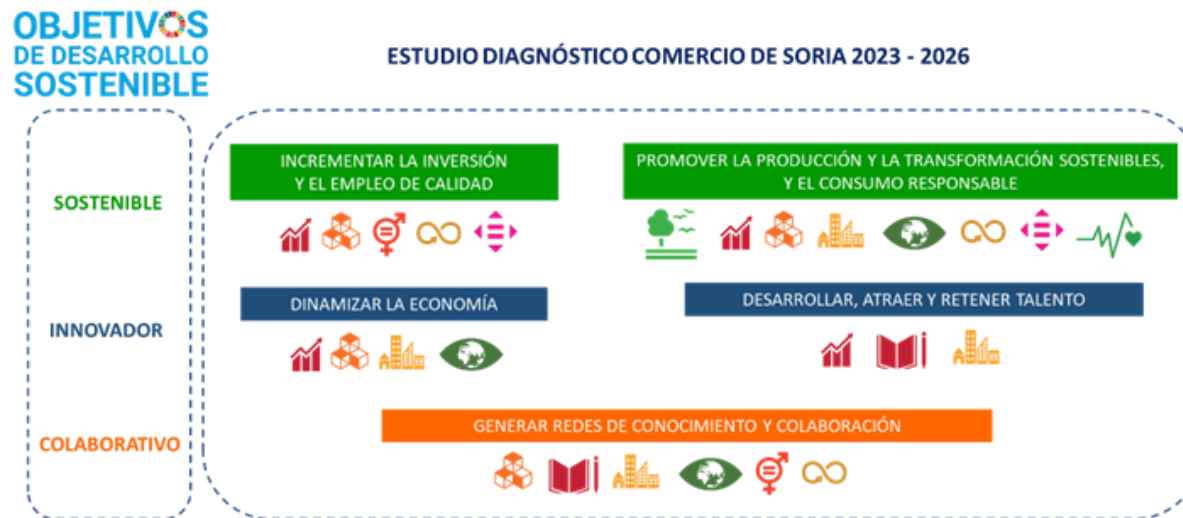 OBJETIVOS
DE DESARROLLO
SOSTENIBLE
ESTUDIO DIAGNÓSTICO COMERCIO DE SORIA 2023 - 2026
SOSTENIBLE
INCREMENTAR LA INVERSIÓN
Y EL EMPLEO DE CALIDAD
PROMOVER LA PRODUCCIÓN Y LA TRANSFORMACIÓN SOSTENIBLES,
Y EL CONSUMO RESPONSABLE
INNOVADOR
DINAMIZAR LA ECONOMÍA
DESARROLLAR, ATRAER Y RETENER TALENTO
COLABORATIVO
GENERAR REDES DE CONOCIMIENTO Y COLABORACIÓN